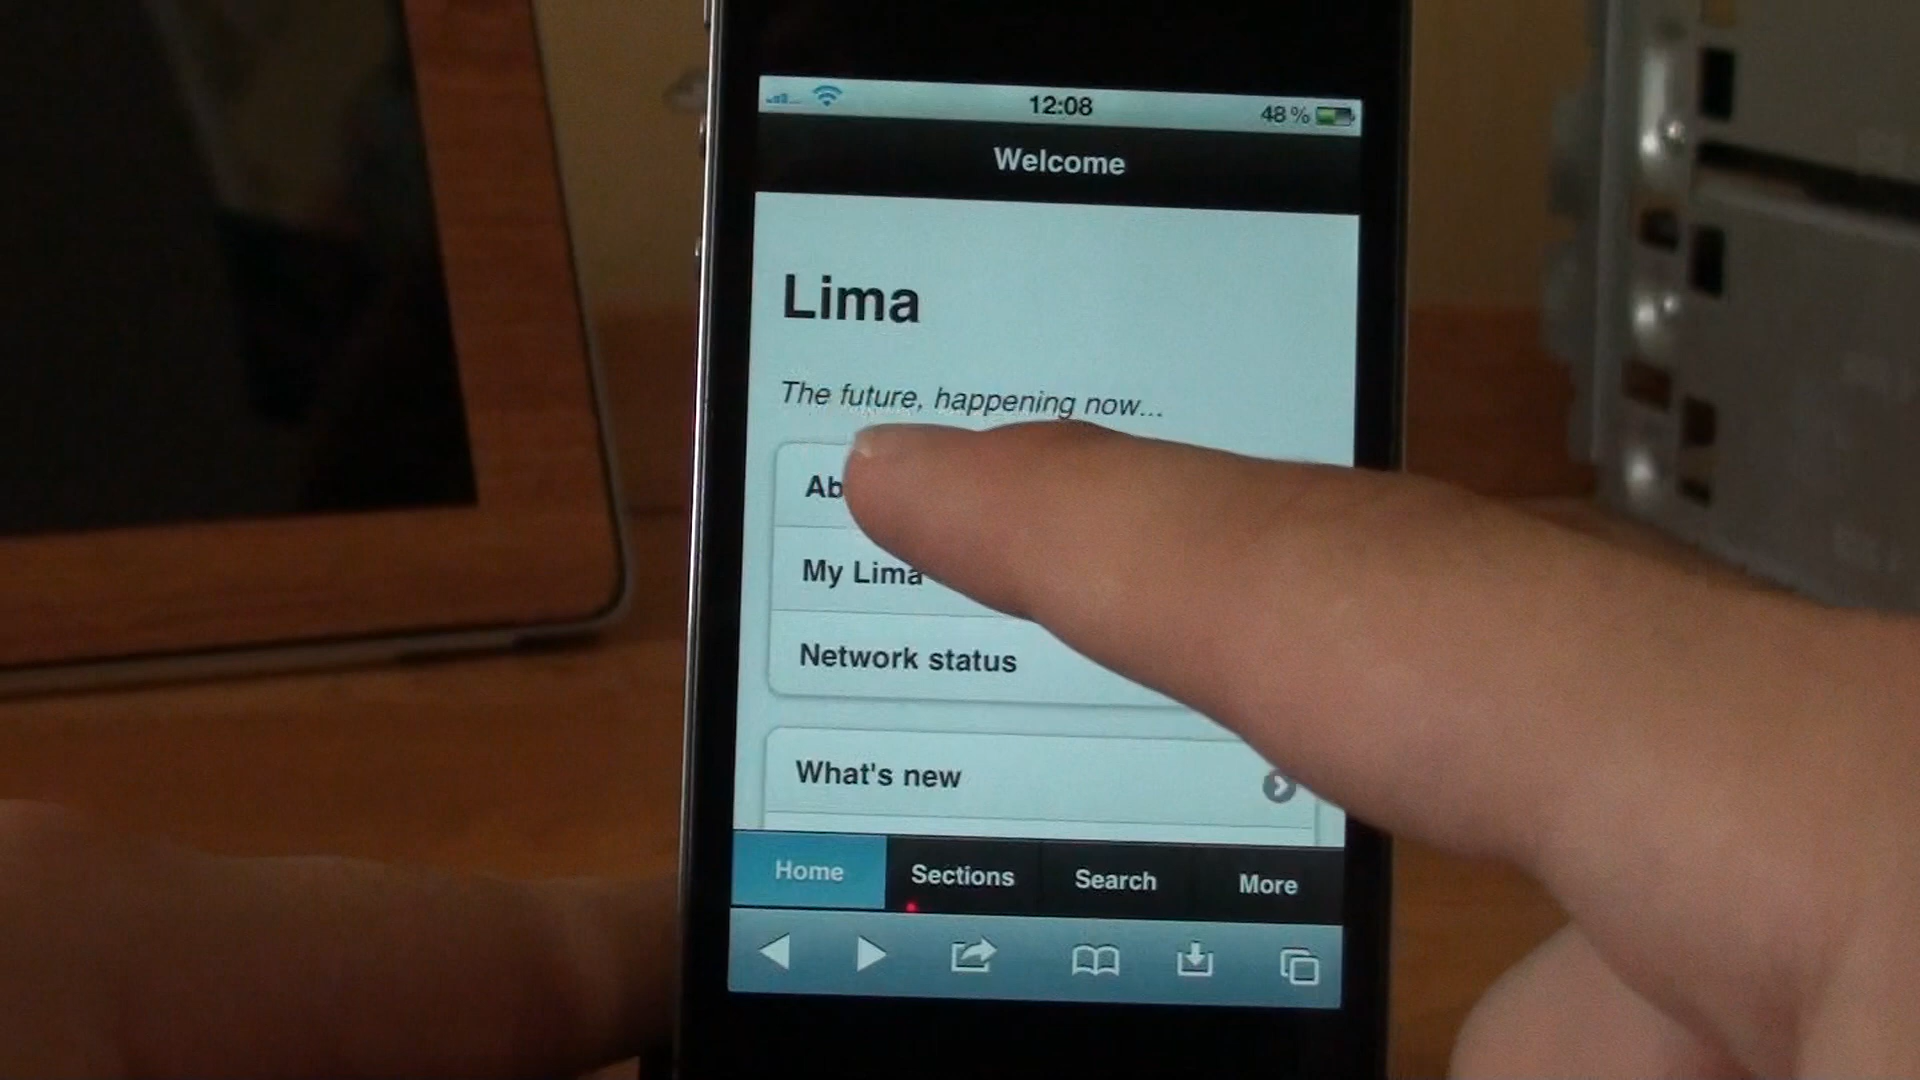 12:08
48 %
Welcome
Lima
The future, happening now...
My Lima
Network status
What's new
Home
Sections
Search
More